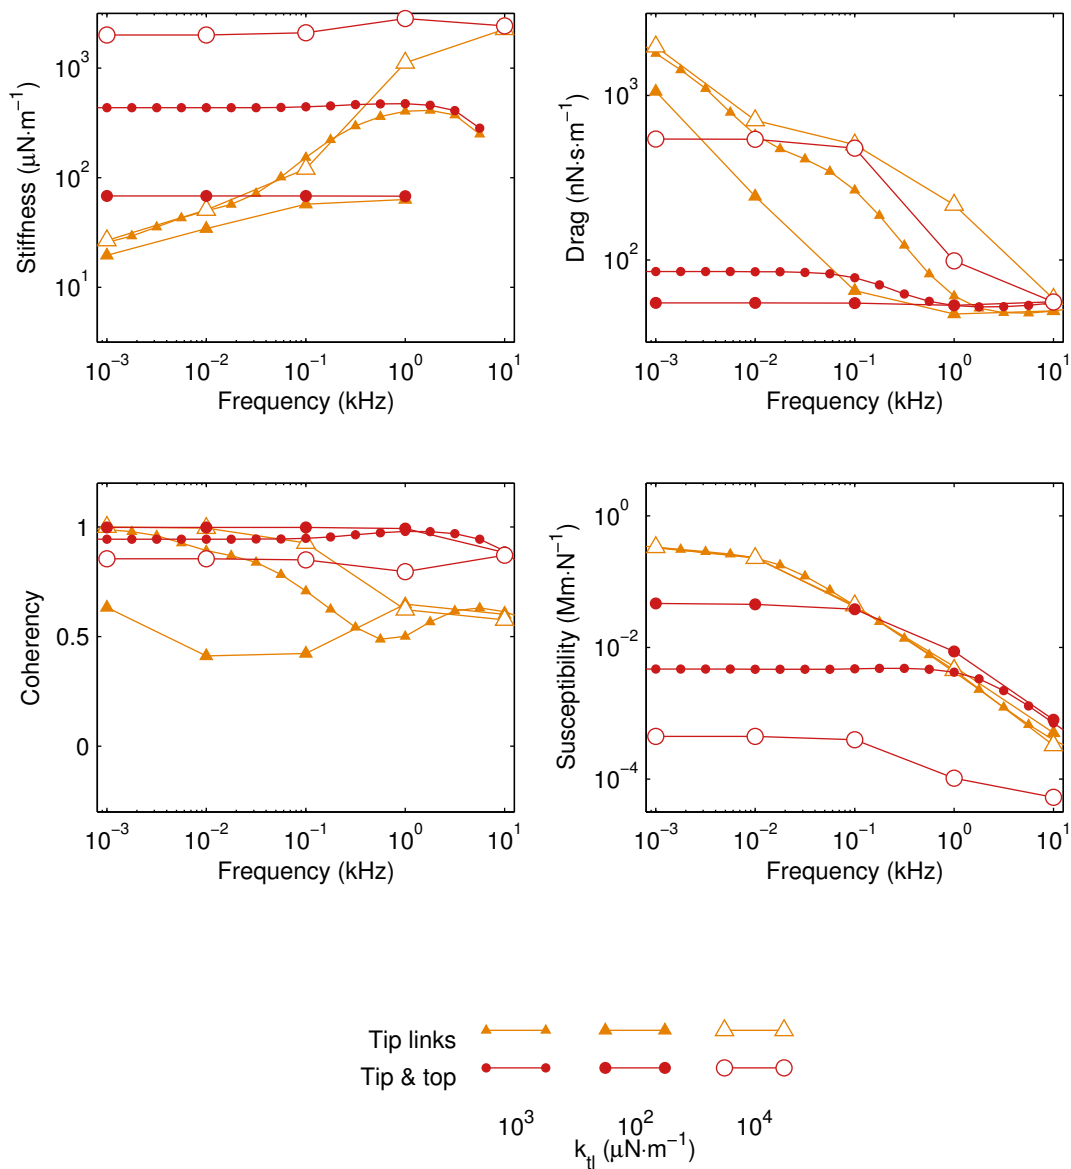 10³
10²
10¹
Stiffness (μN·m⁻¹)
10⁻³ 10⁻² 10⁻¹ 10⁰ 10¹
Frequency (kHz)
10³
10²
Drag (nN·s·m⁻¹)
10⁻³ 10⁻² 10⁻¹ 10⁰ 10¹
Frequency (kHz)
1
0.5
0
Coherency
10⁻³ 10⁻² 10⁻¹ 10⁰ 10¹
Frequency (kHz)
10⁰
10⁻²
10⁻⁴
Susceptibility (Mm·N⁻¹)
10⁻³ 10⁻² 10⁻¹ 10⁰ 10¹
Frequency (kHz)
Tip links
Tip & top
10³ 10² 10⁴
k_tl (μN·m⁻¹)